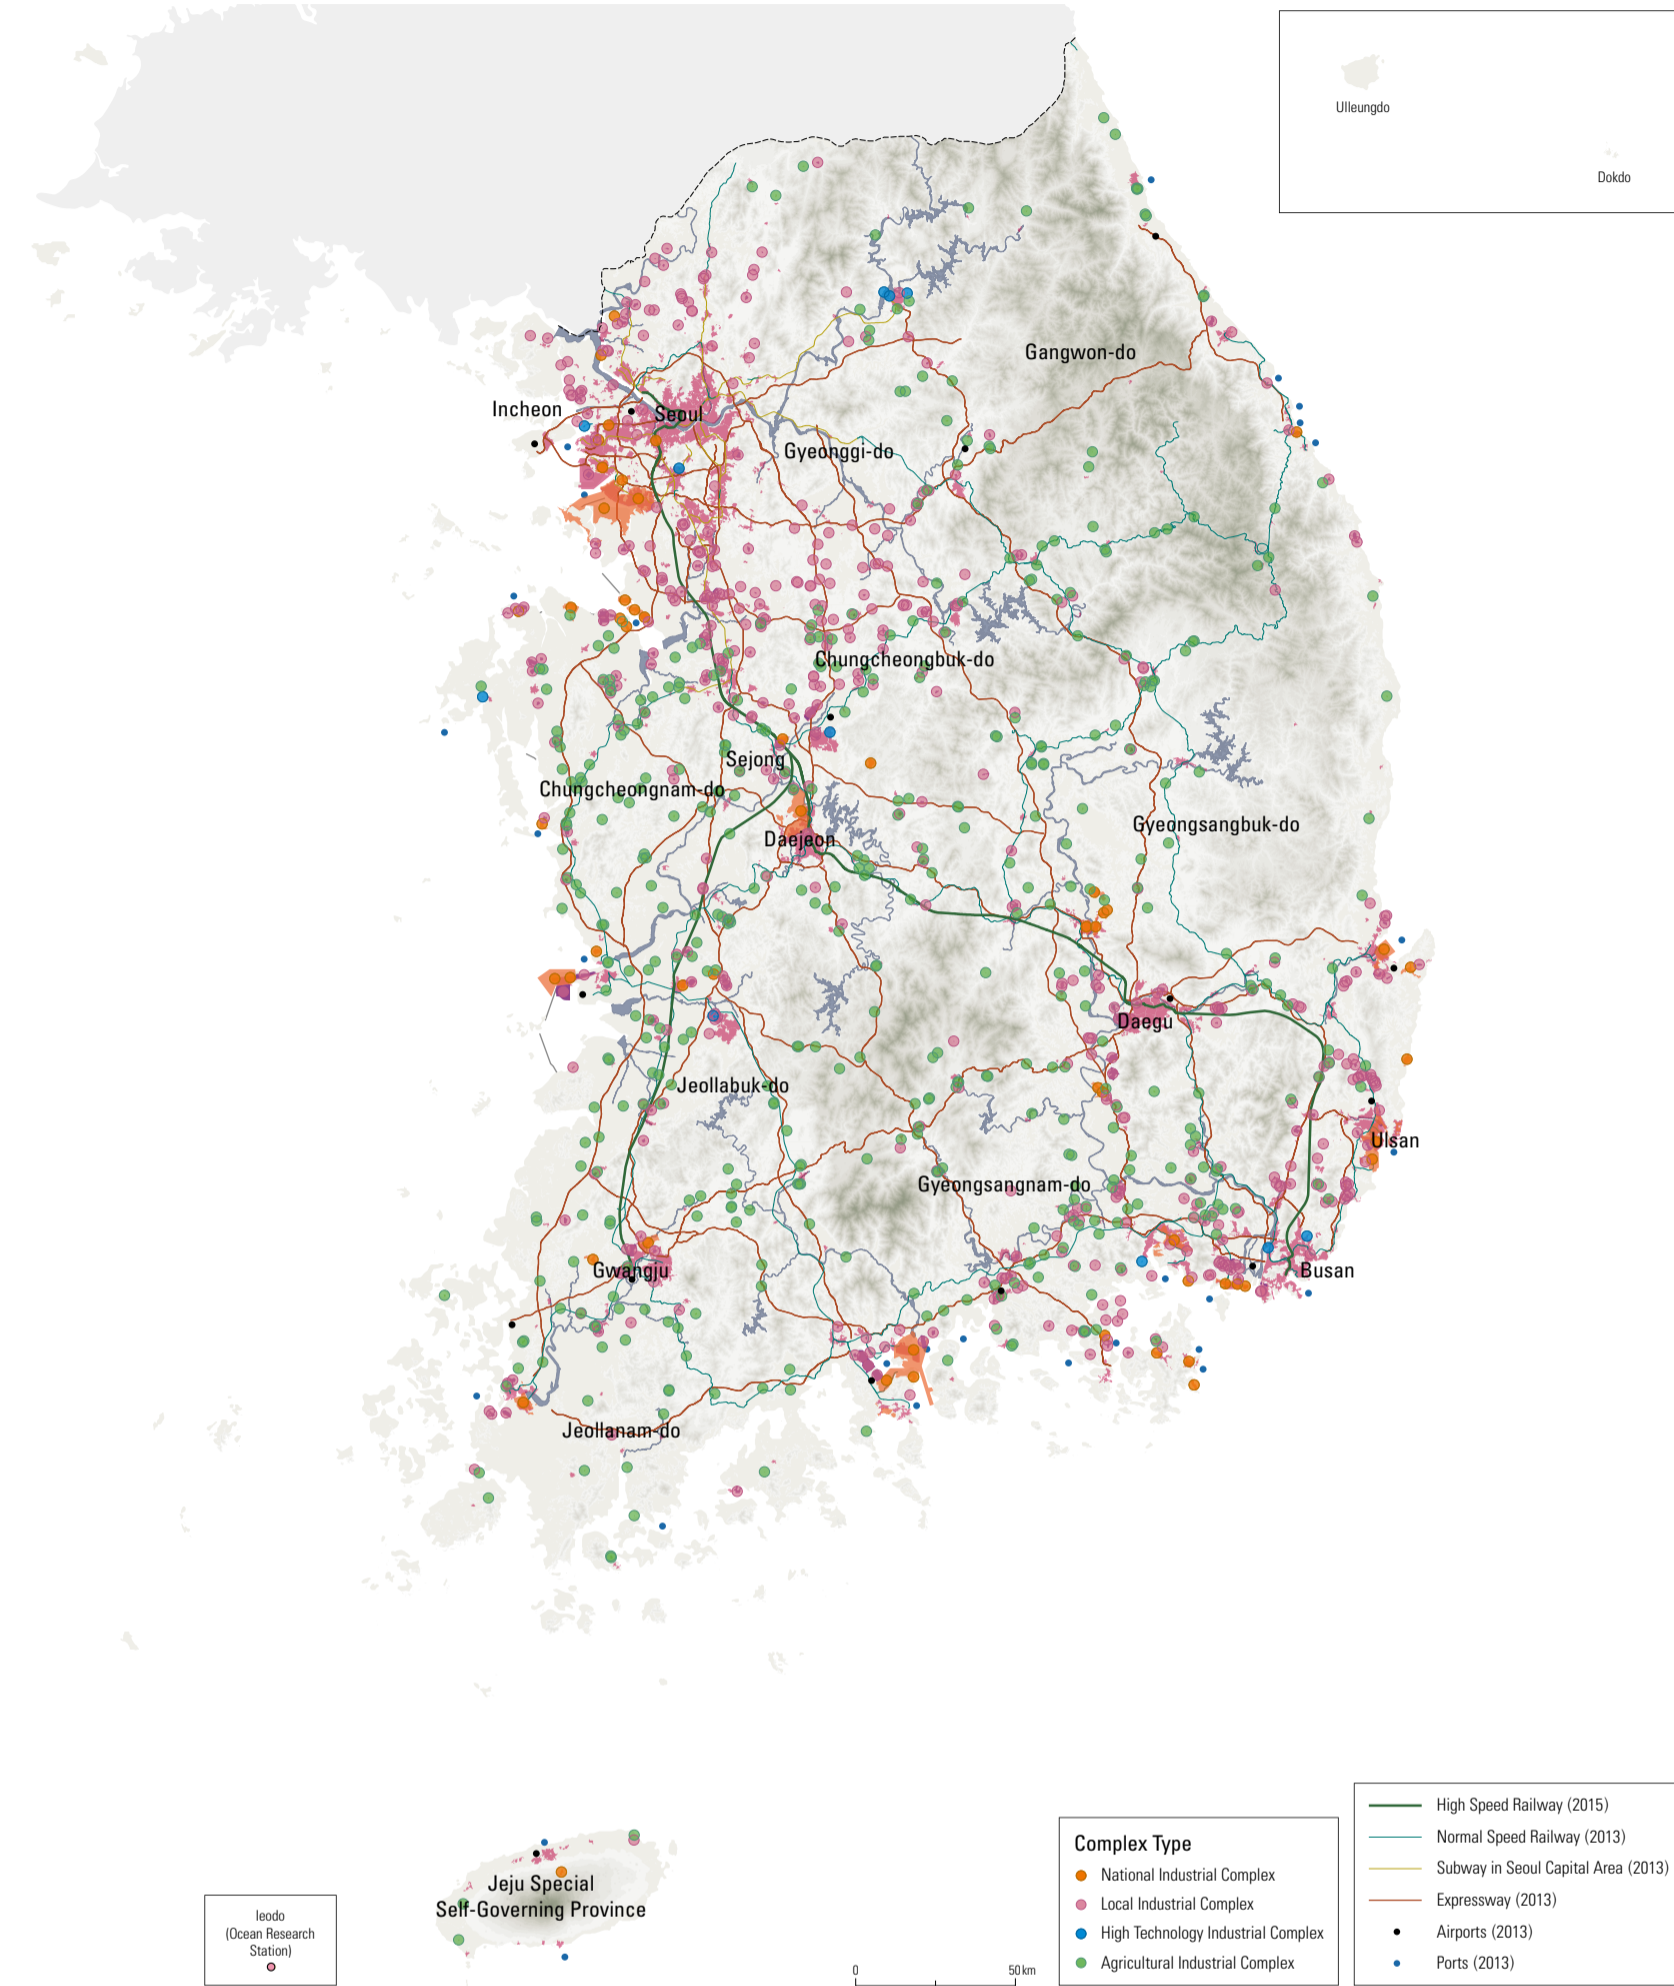 Ulleungdo
Dokdo
Gangwon-do
Incheon
Seoul
Gyeonggi-do
Chungcheongbuk-do
Sejong
Chungcheongnam-do
Gyeongsangbuk-do
Daejeon
Daegu
Jeollabuk-do
Ulsan
Gyeongsangnam-do
Gwangju
Busan
Jeollanam-do
Jeju Special
Self-Governing Province
Ieodo
(Ocean Research
Station)
0
50 km
Complex Type
National Industrial Complex
Local Industrial Complex
High Technology Industrial Complex
Agricultural Industrial Complex
High Speed Railway (2015)
Normal Speed Railway (2013)
Subway in Seoul Capital Area (2013)
Expressway (2013)
Airports (2013)
Ports (2013)